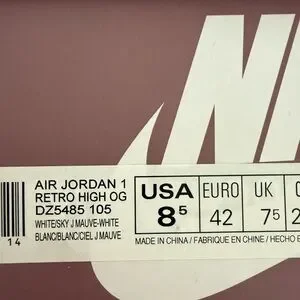 NI
AIR JORDAN 1
RETRO HIGH OG
DZ5485 105
WHITE/SKY J MAUVE-WHITE
BLANC/BLANC/CIEL J MAUVE
14
USA
8⁵
EURO
42
UK
7⁵
MADE IN CHINA / FABRIQUÉ EN CHINE / HECHO E